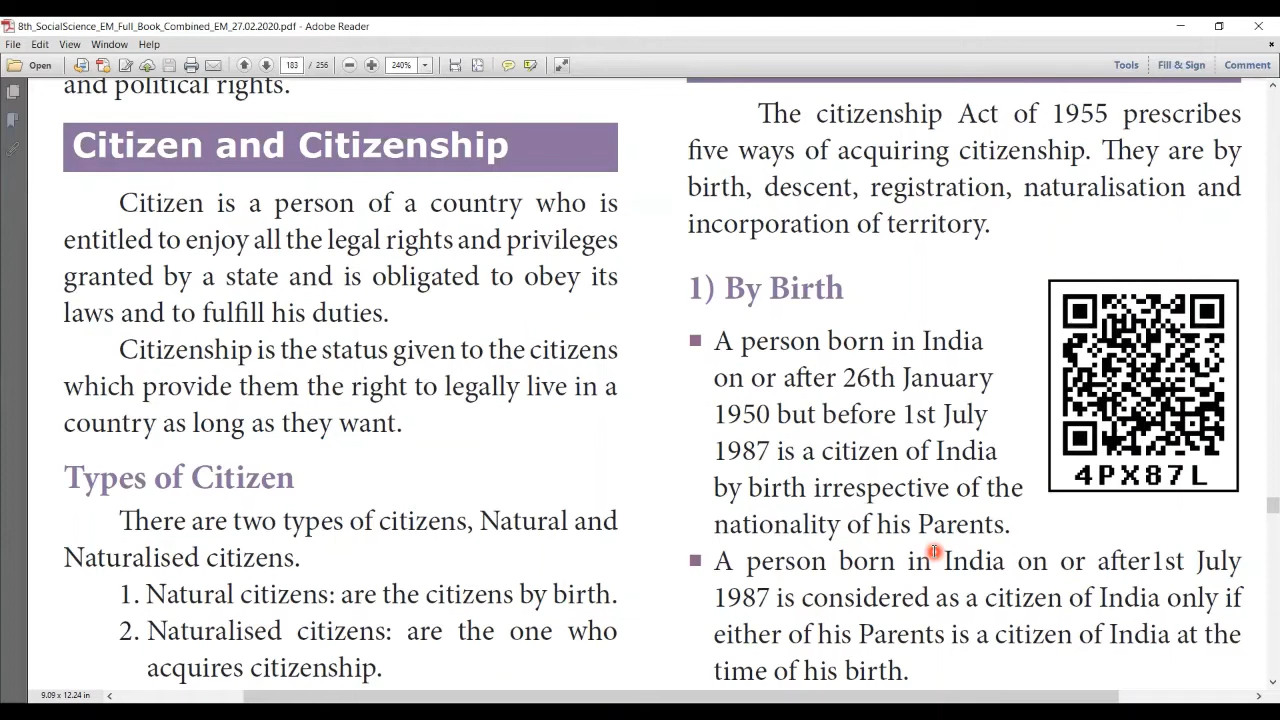 8th_SocialScience_EM_Full_Book_Combined_EM_27.02.2020.pdf - Adobe Reader
File Edit View Window Help
Open 183 / 256 240% Tools Fill & Sign Comment
and political rights.
Citizen and Citizenship
Citizen is a person of a country who is
entitled to enjoy all the legal rights and privileges
granted by a state and is obligated to obey its
laws and to fulfill his duties.
Citizenship is the status given to the citizens
which provide them the right to legally live in a
country as long as they want.
Types of Citizen
There are two types of citizens, Natural and
Naturalised citizens.
1. Natural citizens: are the citizens by birth.
2. Naturalised citizens: are the one who
acquires citizenship.
The citizenship Act of 1955 prescribes
five ways of acquiring citizenship. They are by
birth, descent, registration, naturalisation and
incorporation of territory.
1) By Birth
A person born in India
on or after 26th January
1950 but before 1st July
1987 is a citizen of India
by birth irrespective of the
nationality of his Parents.
4PX87L
A person born in India on or after1st July
1987 is considered as a citizen of India only if
either of his Parents is a citizen of India at the
time of his birth.
9.09 x 12.24 in